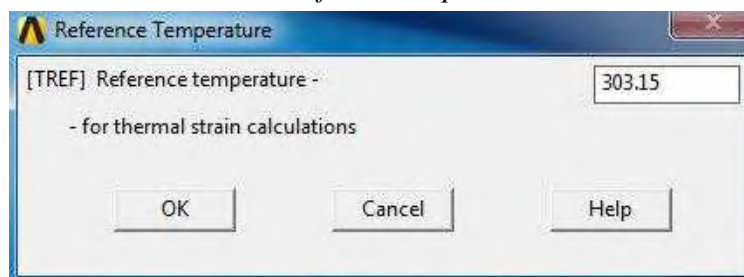 Reference Temperature
[TREF] Reference temperature - 303.15
- for thermal strain calculations
OK Cancel Help